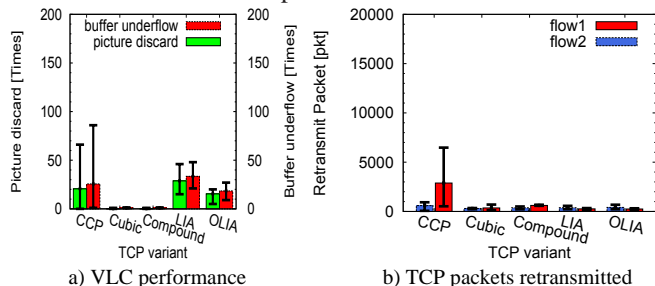 buffer underflow
picture discard
Picture discard [Times]
200
150
100
50
0
200
150
100
50
0
Buffer underflow [Times]
CCP
Cubic
Compound
LIA
OLIA
TCP variant
a) VLC performance
flow1
flow2
Retransmit Packet [pkt]
20000
15000
10000
5000
0
CCP
Cubic
Compound
LIA
OLIA
TCP variant
b) TCP packets retransmitted